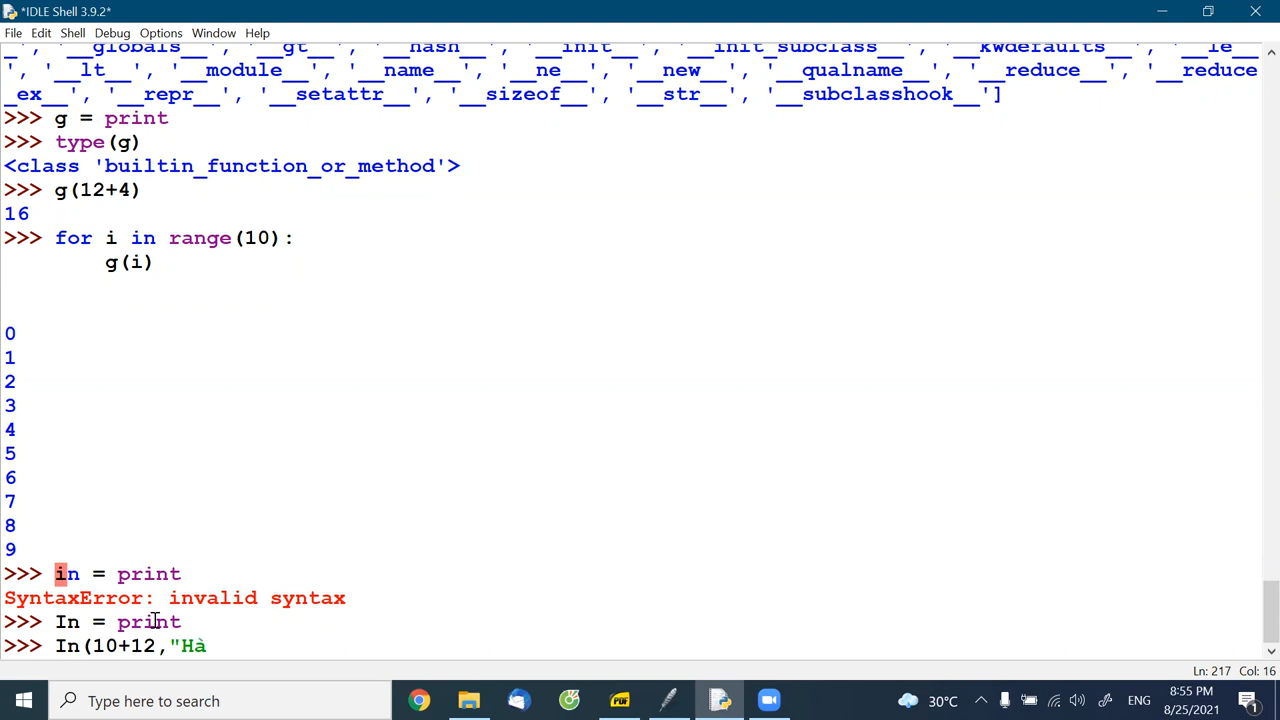 *IDLE Shell 3.9.2*
File Edit Shell Debug Options Window Help
_', '__globals__', '__gt__', '__hash__', '__init__', '__init_subclass__', '__kwdefaults__', '__le__
', '__lt__', '__module__', '__name__', '__ne__', '__new__', '__qualname__', '__reduce__', '__reduce
_ex__', '__repr__', '__setattr__', '__sizeof__', '__str__', '__subclasshook__']
>>> g = print
>>> type(g)
<class 'builtin_function_or_method'>
>>> g(12+4)
16
>>> for i in range(10):
g(i)
0
1
2
3
4
5
6
7
8
9
>>> in = print
SyntaxError: invalid syntax
>>> In = print
>>> In(10+12,"Hà
Ln: 217 Col: 16
Type here to search
PDF
30°C
ENG
8:55 PM
8/25/2021
1